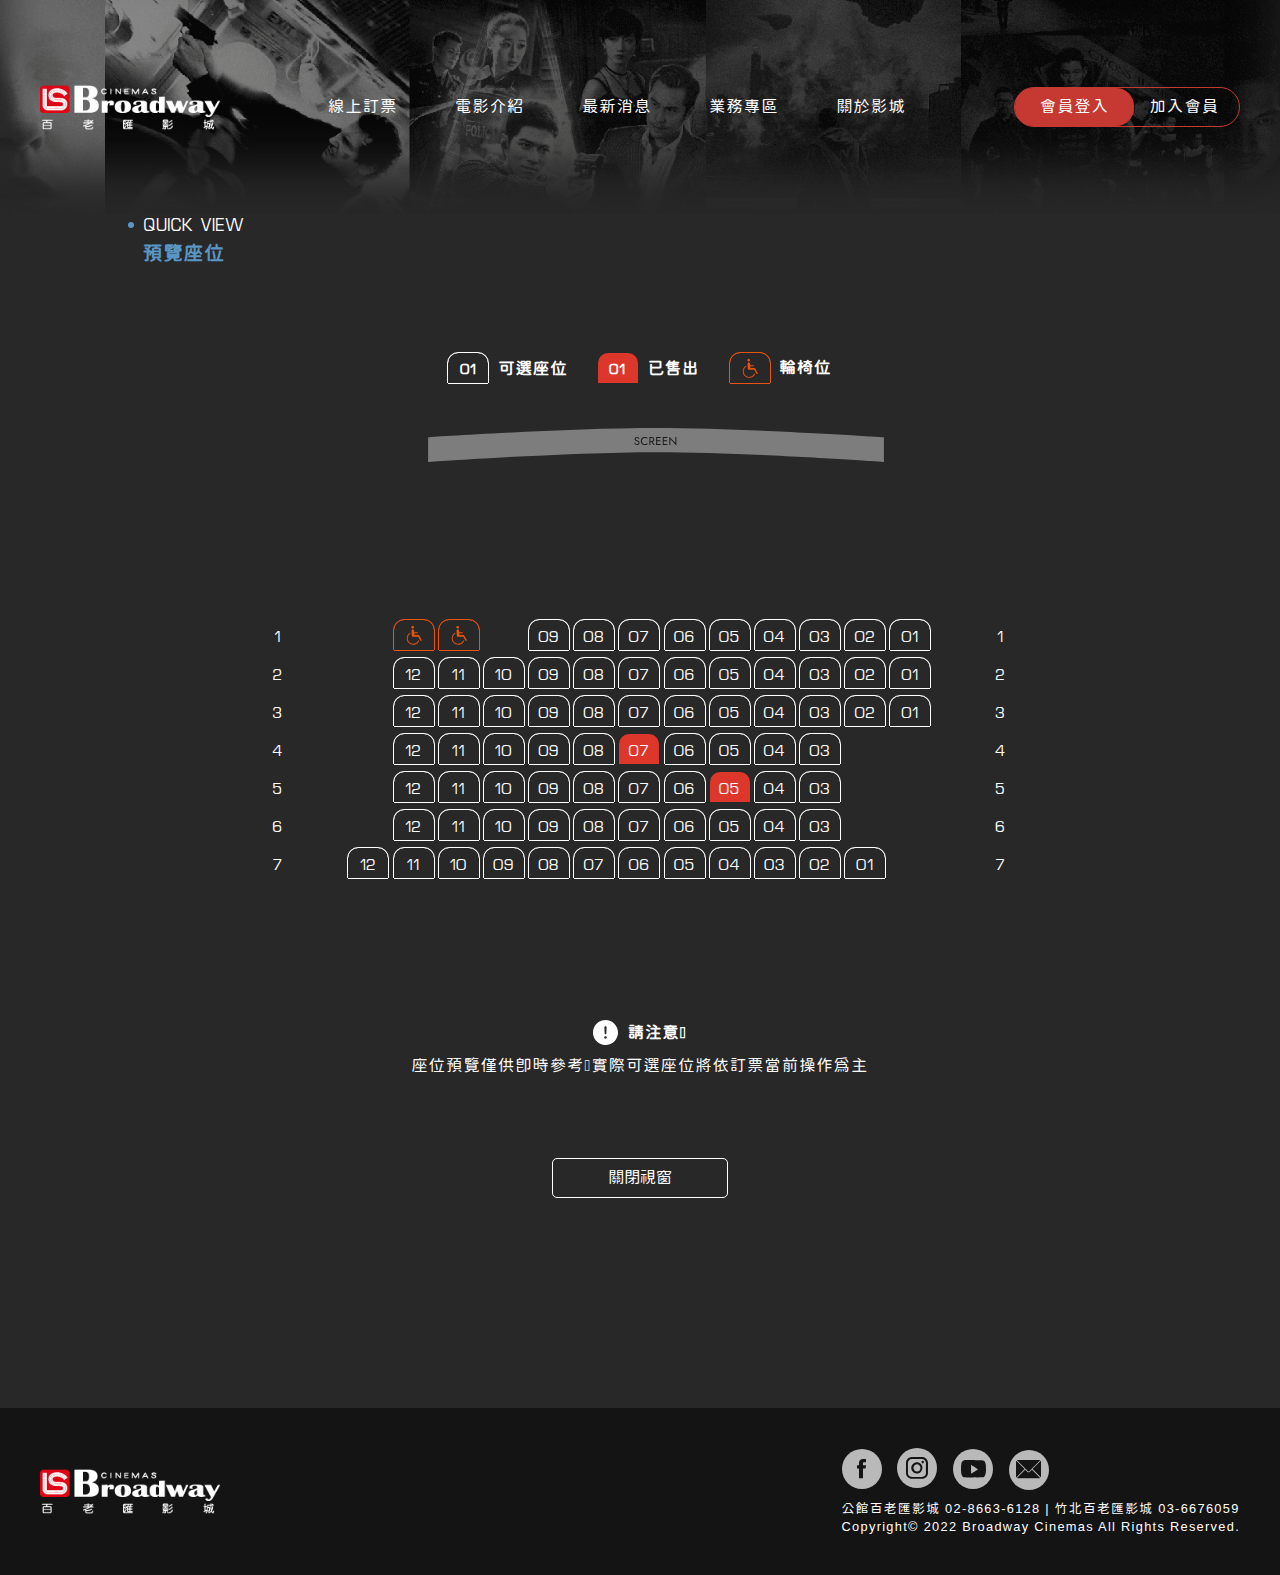 CINEMAS
Broadway
百老匯影城
線上訂票 電影介紹 最新消息 業務專區 關於影城 會員登入 加入會員
QUICK VIEW
預覽座位
01 可選座位 01 已售出 輪椅位
SCREEN
1 09 08 07 06 05 04 03 02 01 1
2 12 11 10 09 08 07 06 05 04 03 02 01 2
3 12 11 10 09 08 07 06 05 04 03 02 01 3
4 12 11 10 09 08 07 06 05 04 03 4
5 12 11 10 09 08 07 06 05 04 03 5
6 12 11 10 09 08 07 06 05 04 03 6
7 12 11 10 09 08 07 06 05 04 03 02 01 7
! 請注意
座位預覽僅供即時參考 實際可選座位將依訂票當前操作為主
關閉視窗
CINEMAS
Broadway
百老匯影城
公館百老匯影城 02-8663-6128 | 竹北百老匯影城 03-6676059
Copyright© 2022 Broadway Cinemas All Rights Reserved.